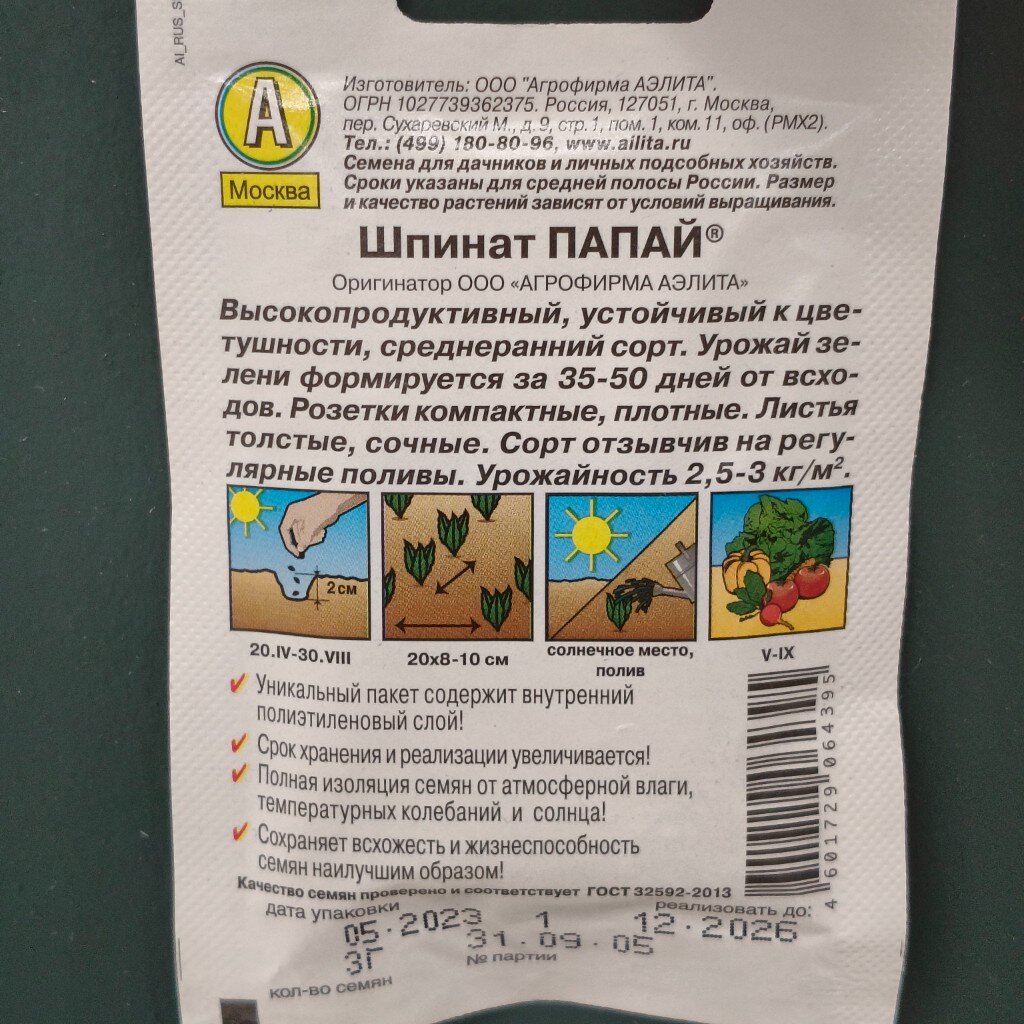 AI_RUS_S
А
Москва
Изготовитель: ООО "Агрофирма АЭЛИТА".
ОГРН 1027739362375. Россия, 127051, г. Москва,
пер. Сухаревский М., д. 9, стр. 1, пом. 1, ком. 11, оф. (РМХ2).
Тел.: (499) 180-80-96, www.ailita.ru
Семена для дачников и личных подсобных хозяйств.
Сроки указаны для средней полосы России. Размер
и качество растений зависят от условий выращивания.
Шпинат ПАПАЙ®
Оригинатор ООО «АГРОФИРМА АЭЛИТА»
Высокопродуктивный, устойчивый к цве-
тушности, среднеранний сорт. Урожай зе-
лени формируется за 35-50 дней от всхо-
дов. Розетки компактные, плотные. Листья
толстые, сочные. Сорт отзывчив на регу-
лярные поливы. Урожайность 2,5-3 кг/м².
2 см
20.IV-30.VIII
20х8-10 см
солнечное место,
полив
V-IX
Уникальный пакет содержит внутренний
полиэтиленовый слой!
Срок хранения и реализации увеличивается!
Полная изоляция семян от атмосферной влаги,
температурных колебаний и солнца!
Сохраняет всхожесть и жизнеспособность
семян наилучшим образом!
4 601729 064395
Качество семян проверено и соответствует ГОСТ 32592-2013
дата упаковки
реализовать до:
05.2023 1 12.2026
3Г 31.09.05
№ партии
кол-во семян